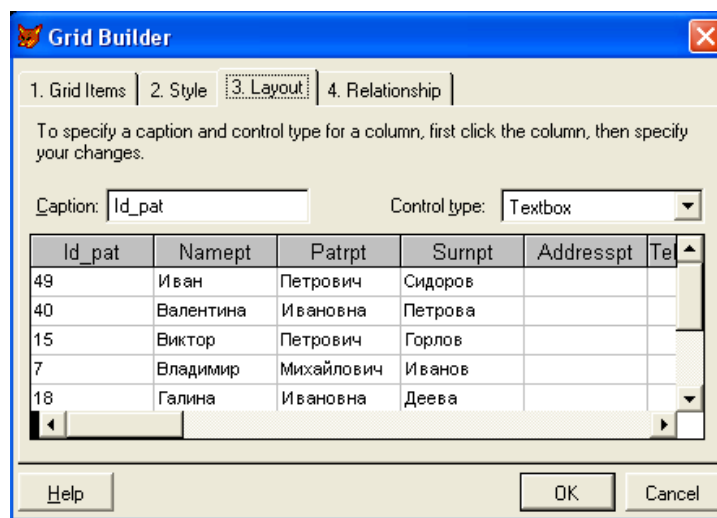 Grid Builder
1. Grid Items 2. Style 3. Layout 4. Relationship
To specify a caption and control type for a column, first click the column, then specify
your changes.
Caption: Id_pat Control type: Textbox
Id_pat Namept Patrpt Surnpt Addresspt Tel
49 Иван Петрович Сидоров
40 Валентина Ивановна Петрова
15 Виктор Петрович Горлов
7 Владимир Михайлович Иванов
18 Галина Ивановна Деева
Help OK Cancel